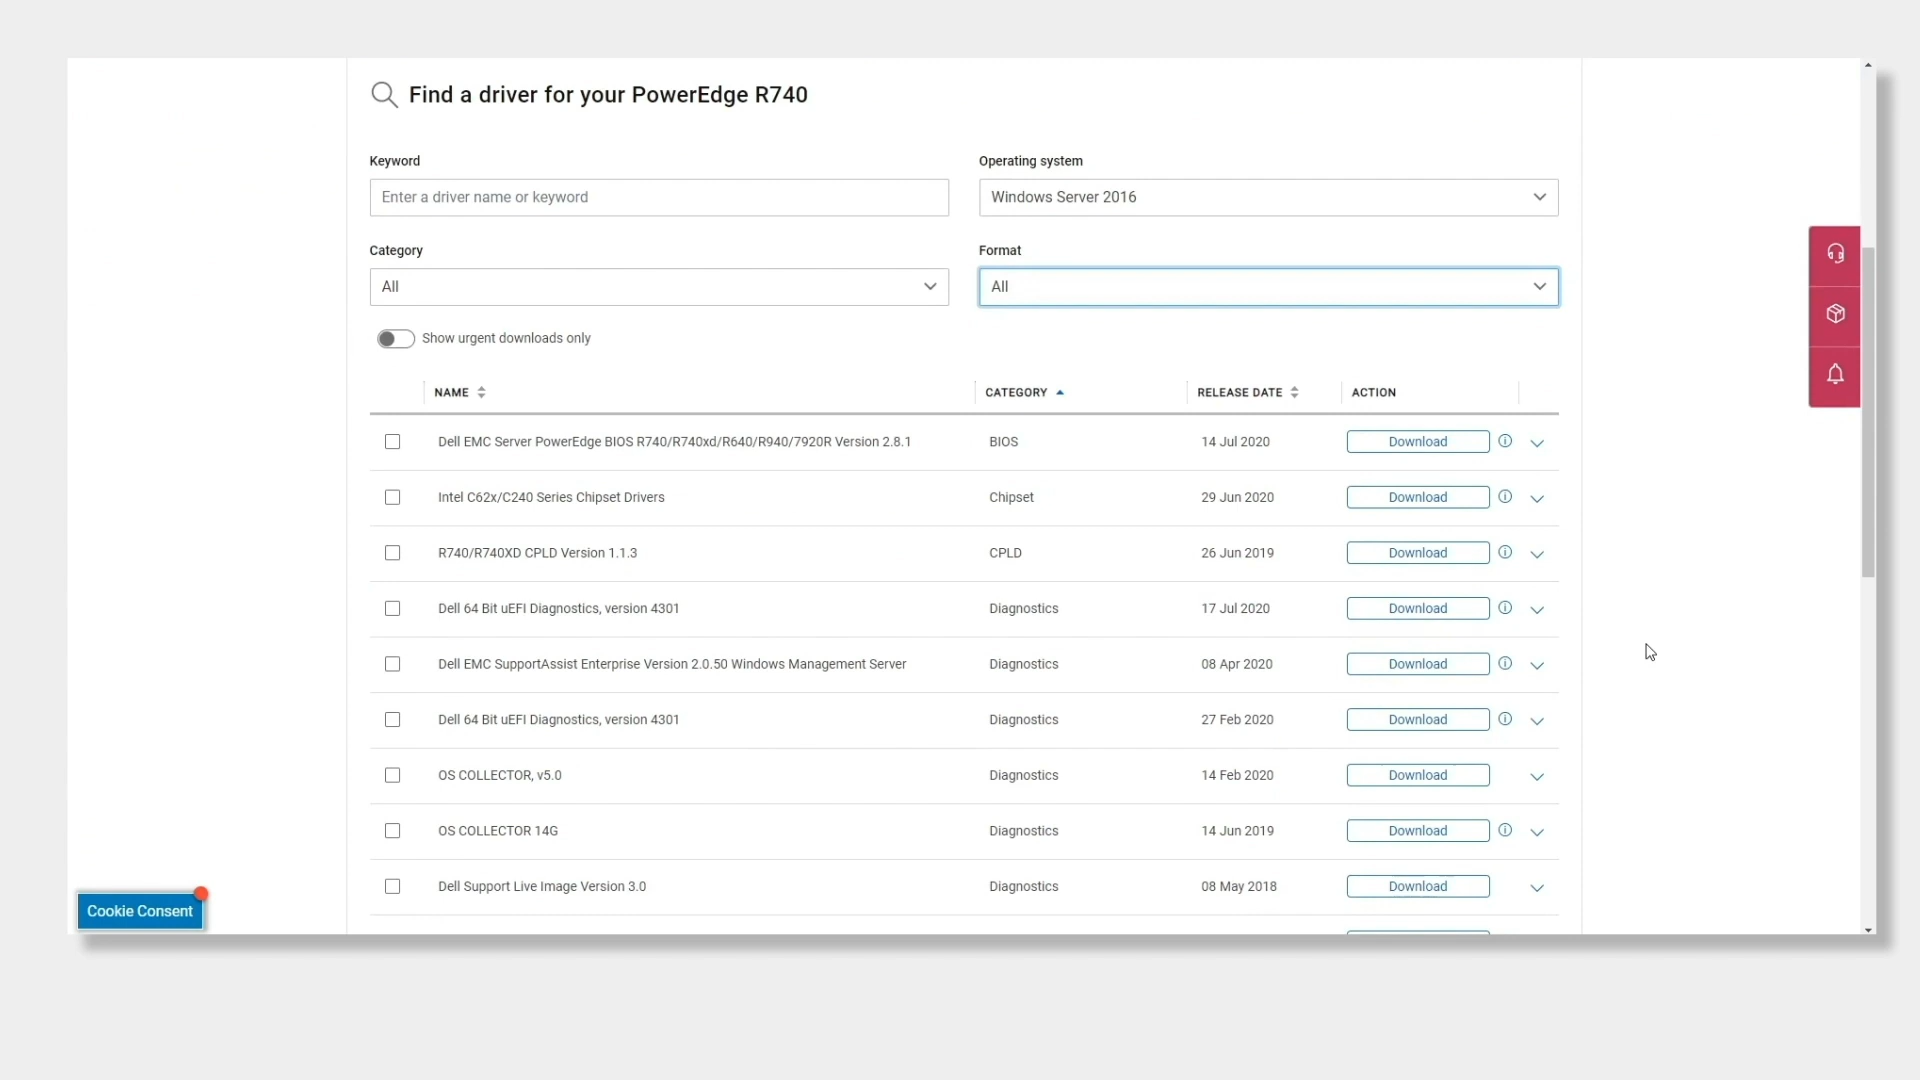 Find a driver for your PowerEdge R740
Keyword
Operating system
Enter a driver name or keyword
Windows Server 2016
Category
Format
All
All
Show urgent downloads only
NAME CATEGORY RELEASE DATE ACTION
Dell EMC Server PowerEdge BIOS R740/R740xd/R640/R940/7920R Version 2.8.1 BIOS 14 Jul 2020 Download
Intel C62x/C240 Series Chipset Drivers Chipset 29 Jun 2020 Download
R740/R740XD CPLD Version 1.1.3 CPLD 26 Jun 2019 Download
Dell 64 Bit uEFI Diagnostics, version 4301 Diagnostics 17 Jul 2020 Download
Dell EMC SupportAssist Enterprise Version 2.0.50 Windows Management Server Diagnostics 08 Apr 2020 Download
Dell 64 Bit uEFI Diagnostics, version 4301 Diagnostics 27 Feb 2020 Download
OS COLLECTOR, v5.0 Diagnostics 14 Feb 2020 Download
OS COLLECTOR 14G Diagnostics 14 Jun 2019 Download
Dell Support Live Image Version 3.0 Diagnostics 08 May 2018 Download
Cookie Consent